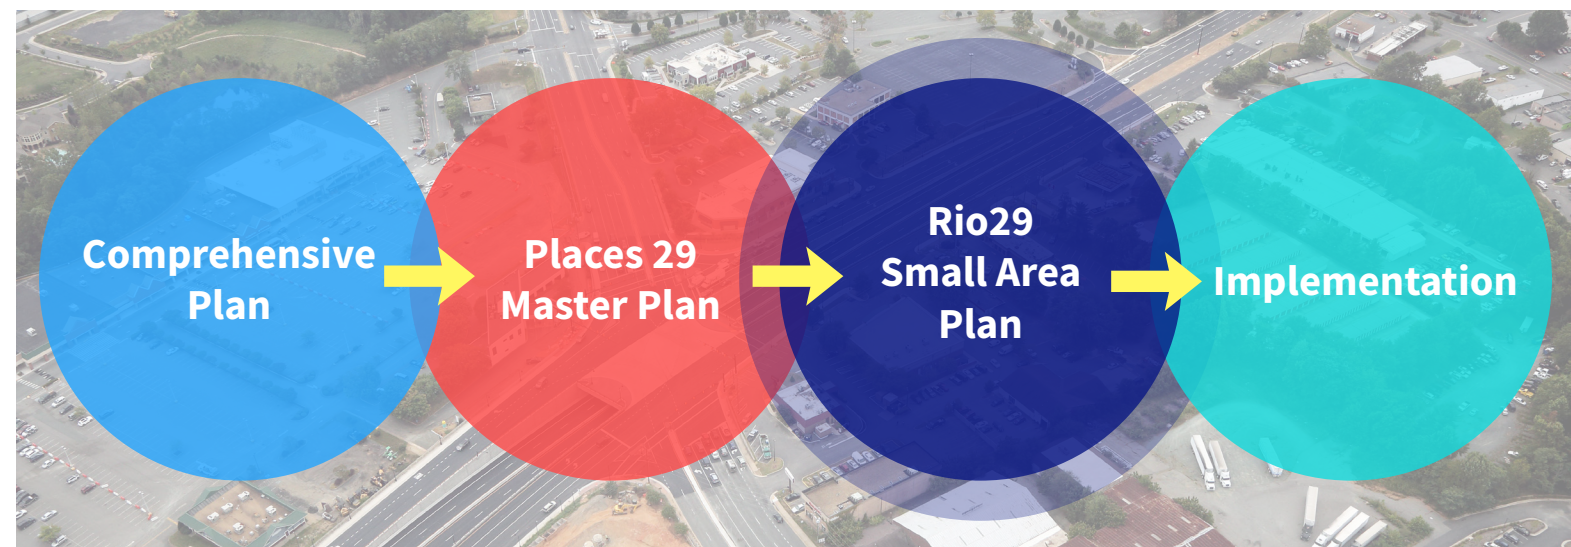 Comprehensive
Plan
Places 29
Master Plan
Rio29
Small Area
Plan
Implementation